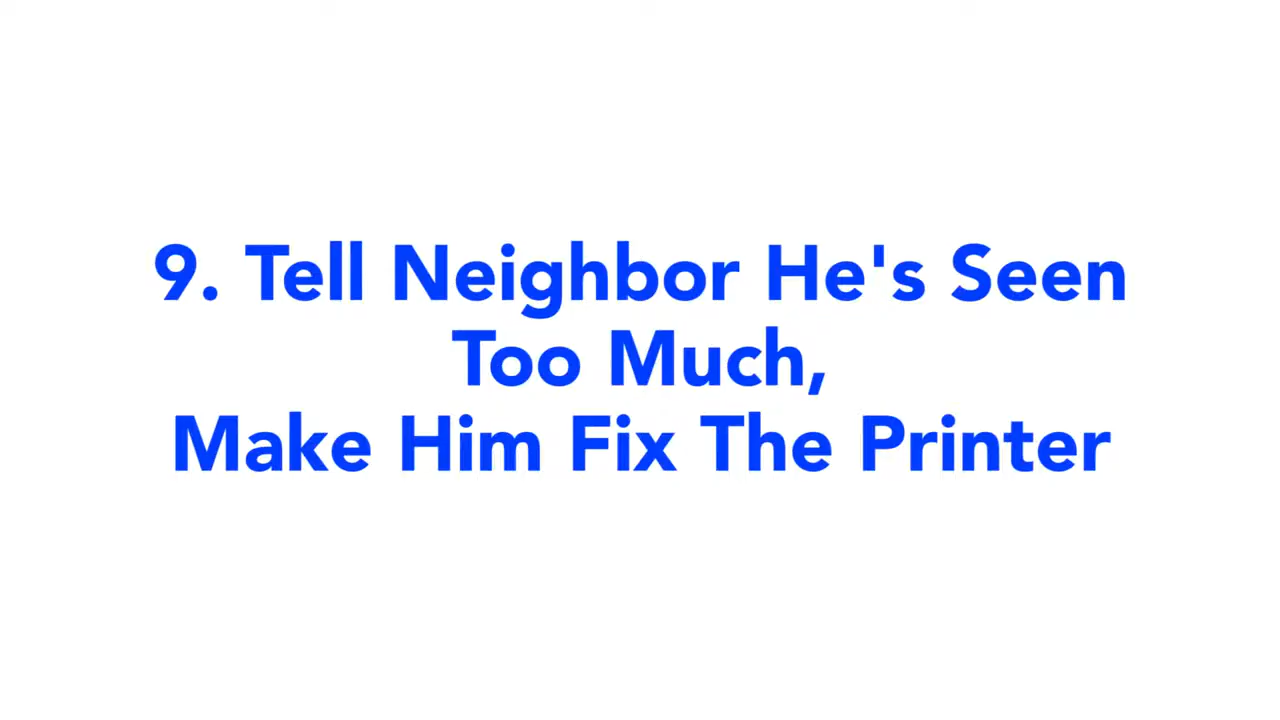 9. Tell Neighbor He's Seen
Too Much,
Make Him Fix The Printer